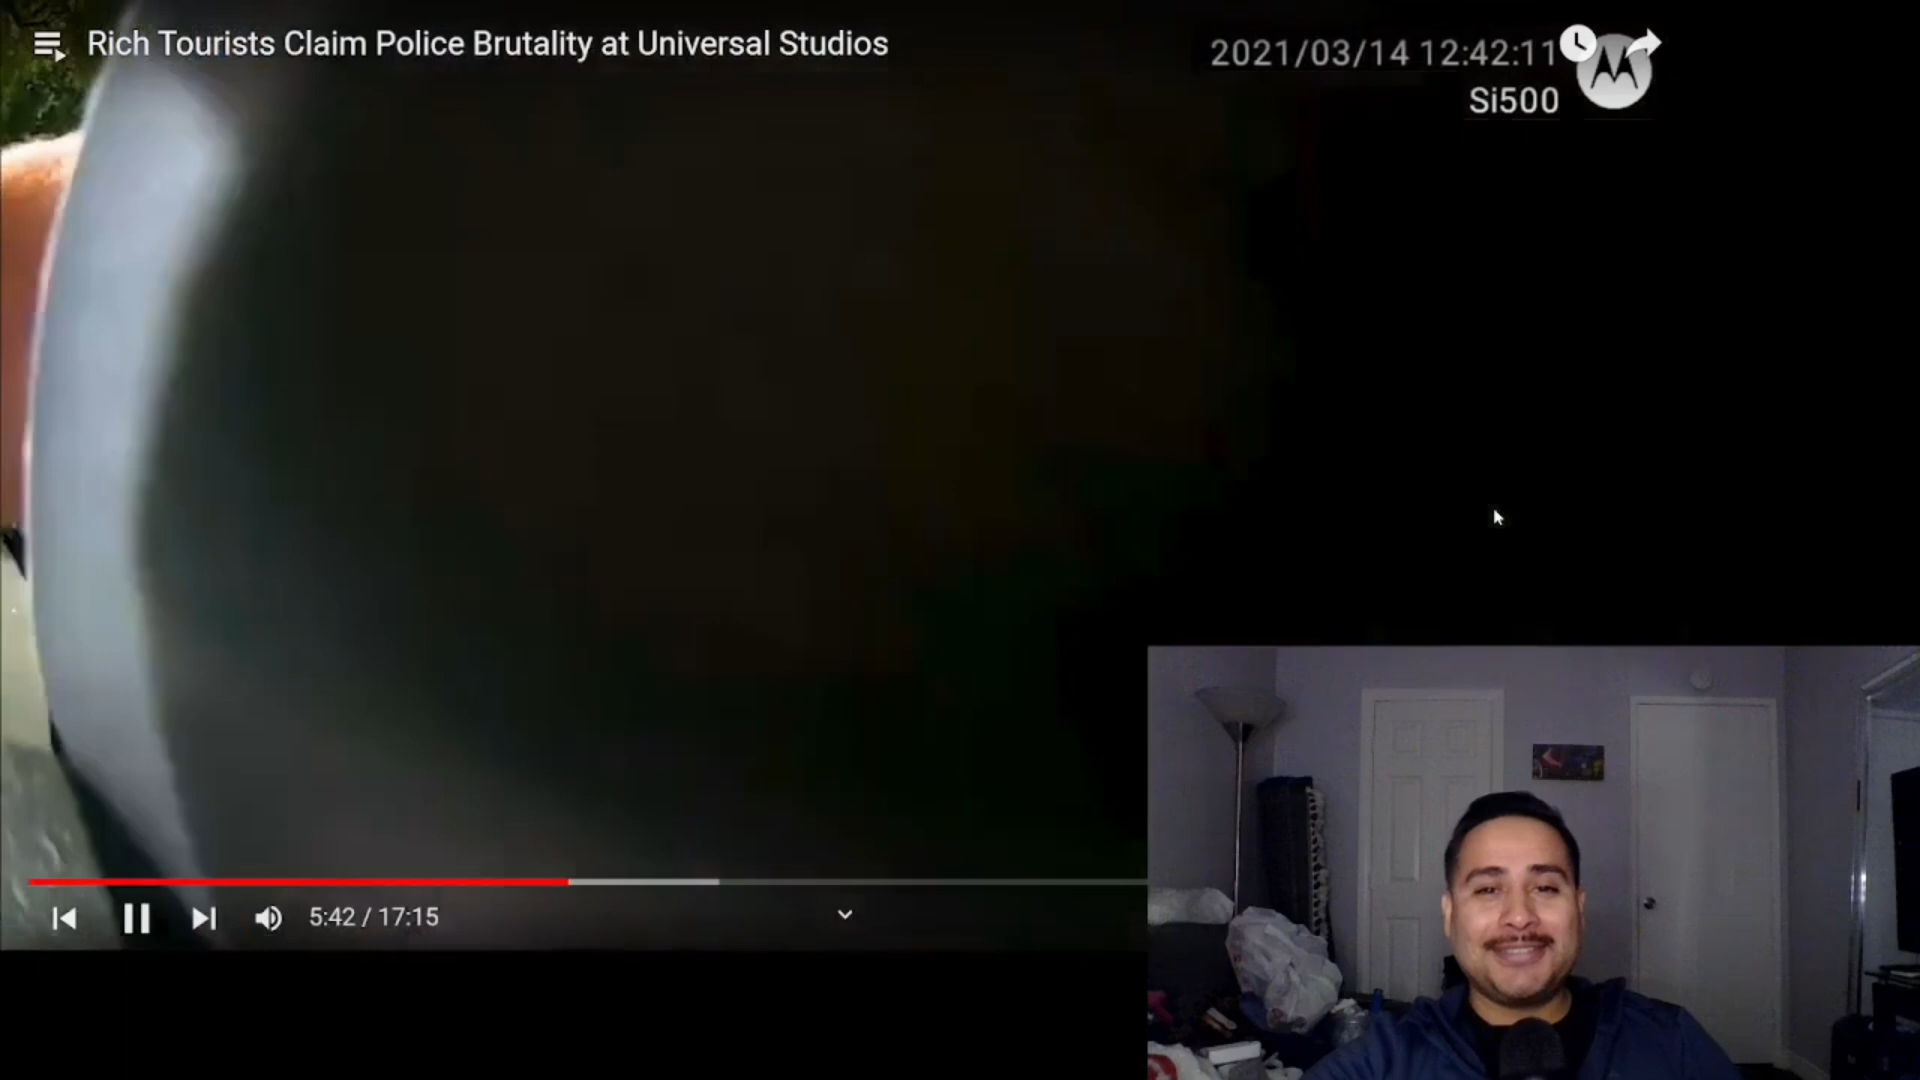 Rich Tourists Claim Police Brutality at Universal Studios
2021/03/14 12:42:11
Si500
5:42 / 17:15